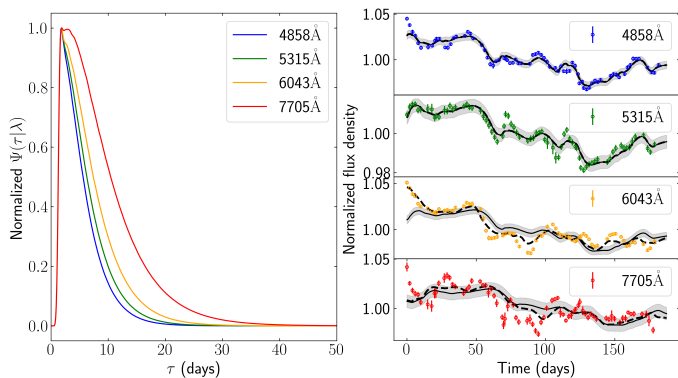 Normalized Ψ(τ|λ)
1.0
0.8
0.6
0.4
0.2
0.0
0
10
20
30
40
50
τ (days)
4858Å
5315Å
6043Å
7705Å
Normalized flux density
1.05
1.00
4858Å
1.00
0.98
5315Å
1.05
1.00
6043Å
1.05
1.00
7705Å
0
50
100
150
Time (days)